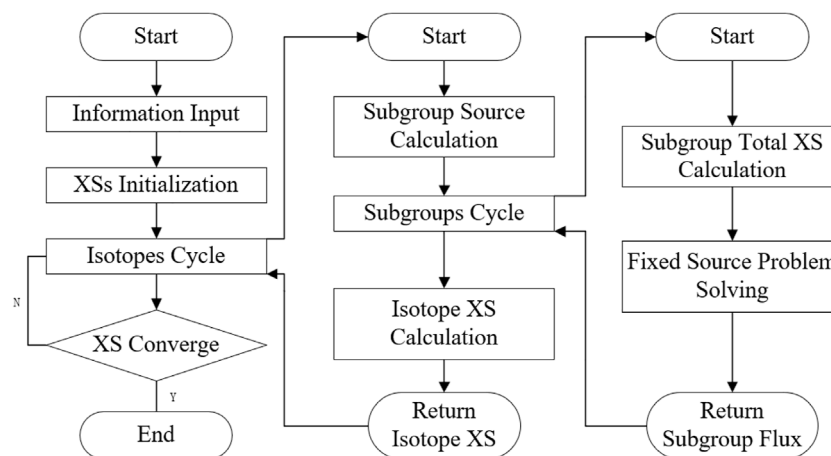 Start
Information Input
XSs Initialization
Isotopes Cycle
N
XS Converge
Y
End
Start
Subgroup Source
Calculation
Subgroups Cycle
Isotope XS
Calculation
Return
Isotope XS
Start
Subgroup Total XS
Calculation
Fixed Source Problem
Solving
Return
Subgroup Flux